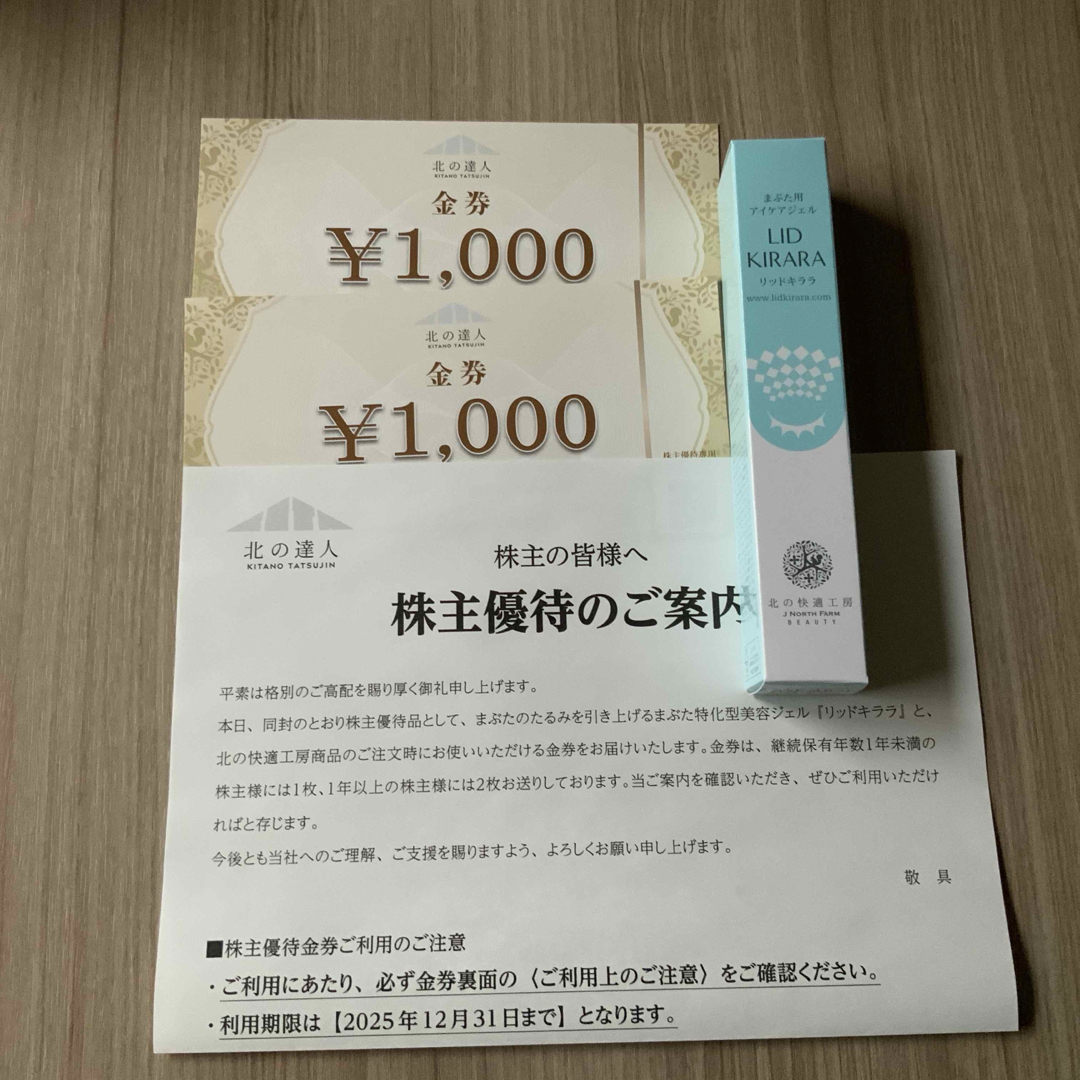 北の達人
KITANO TATSUJIN
金券
¥1,000
北の達人
KITANO TATSUJIN
金券
¥1,000
株主優待専用
まぶた用
アイケアジェル
LID
KIRARA
リッドキララ
www.lidkirara.com
北の快適工房
J NORTH FARM
BEAUTY
北の達人
KITANO TATSUJIN
株主の皆様へ
株主優待のご案内
平素は格別のご高配を賜り厚く御礼申し上げます。
本日、同封のとおり株主優待品として、まぶたのたるみを引き上げるまぶた特化型美容ジェル『リッドキララ』と、
北の快適工房商品のご注文時にお使いいただける金券をお届けいたします。金券は、継続保有年数1年未満の
株主様には1枚、1年以上の株主様には2枚お送りしております。当ご案内を確認いただき、ぜひご利用いただけ
ればと存じます。
今後とも当社へのご理解、ご支援を賜りますよう、よろしくお願い申し上げます。
敬 具
■株主優待金券ご利用のご注意
・ご利用にあたり、必ず金券裏面の〈ご利用上のご注意〉をご確認ください。
・利用期限は【2025年12月31日まで】となります。